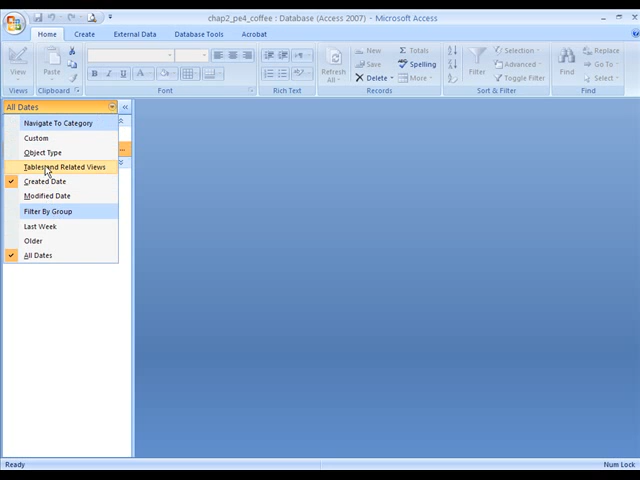 chap2_pe4_coffee : Database (Access 2007) - Microsoft Access
Home Create External Data Database Tools Acrobat
View
Paste
B I U
Refresh All
New
Save
Delete
Totals
Spelling
More
Filter
Selection
Advanced
Toggle Filter
Find
Replace
Go To
Select
Views Clipboard Font Rich Text Records Sort & Filter Find
All Dates
Navigate To Category
Custom
Object Type
Tables and Related Views
Created Date
Modified Date
Filter By Group
Last Week
Older
All Dates
Ready Num Lock